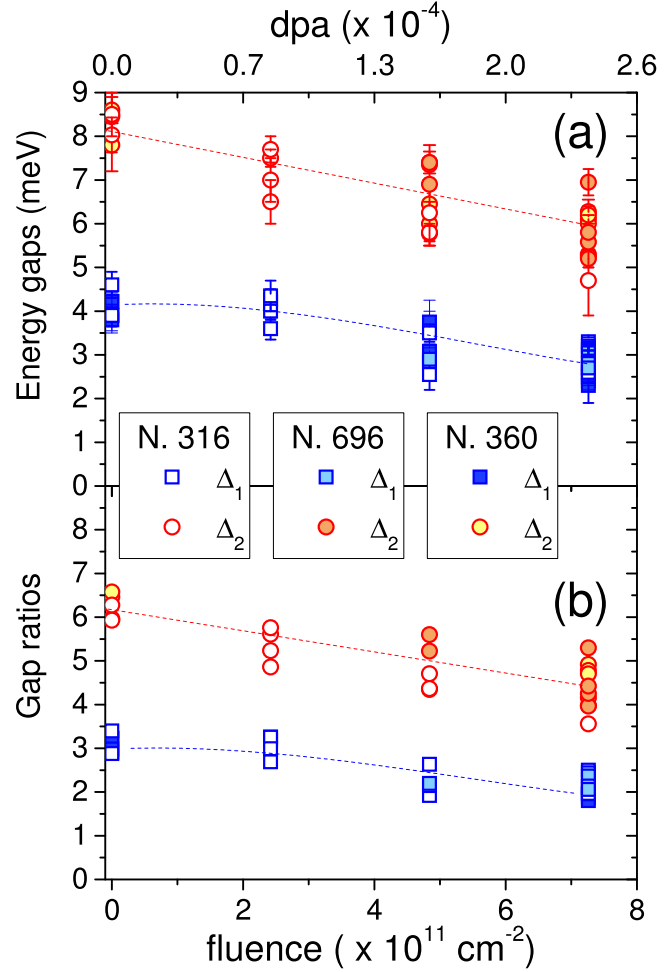 dpa (x 10⁻⁴)
0.0 0.7 1.3 2.0 2.6
9
8
7
6
5
4
3
2
1
0
Energy gaps (meV)
(a)
N. 316
Δ₁
Δ₂
N. 696
Δ₁
Δ₂
N. 360
Δ₁
Δ₂
8
7
6
5
4
3
2
1
0
Gap ratios
(b)
0 2 4 6 8
fluence ( x 10¹¹ cm⁻²)